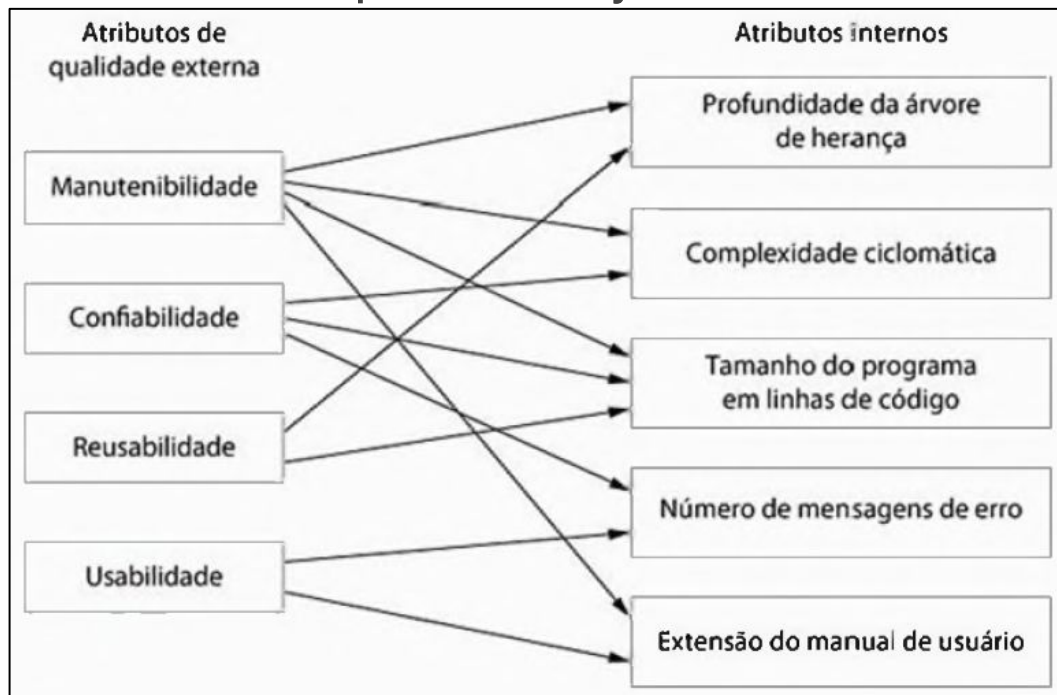 Atributos de
qualidade externa
Atributos internos
Manutenibilidade
Confiabilidade
Reusabilidade
Usabilidade
Profundidade da árvore
de herança
Complexidade ciclomática
Tamanho do programa
em linhas de código
Número de mensagens de erro
Extensão do manual de usuário